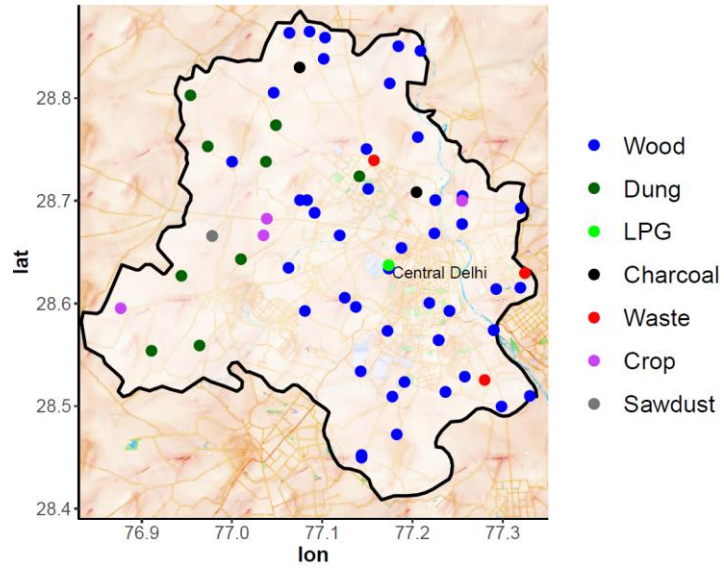 28.8
28.7
28.6
28.5
28.4
lat
Central Delhi
76.9 77.0 77.1 77.2 77.3
lon
Wood
Dung
LPG
Charcoal
Waste
Crop
Sawdust